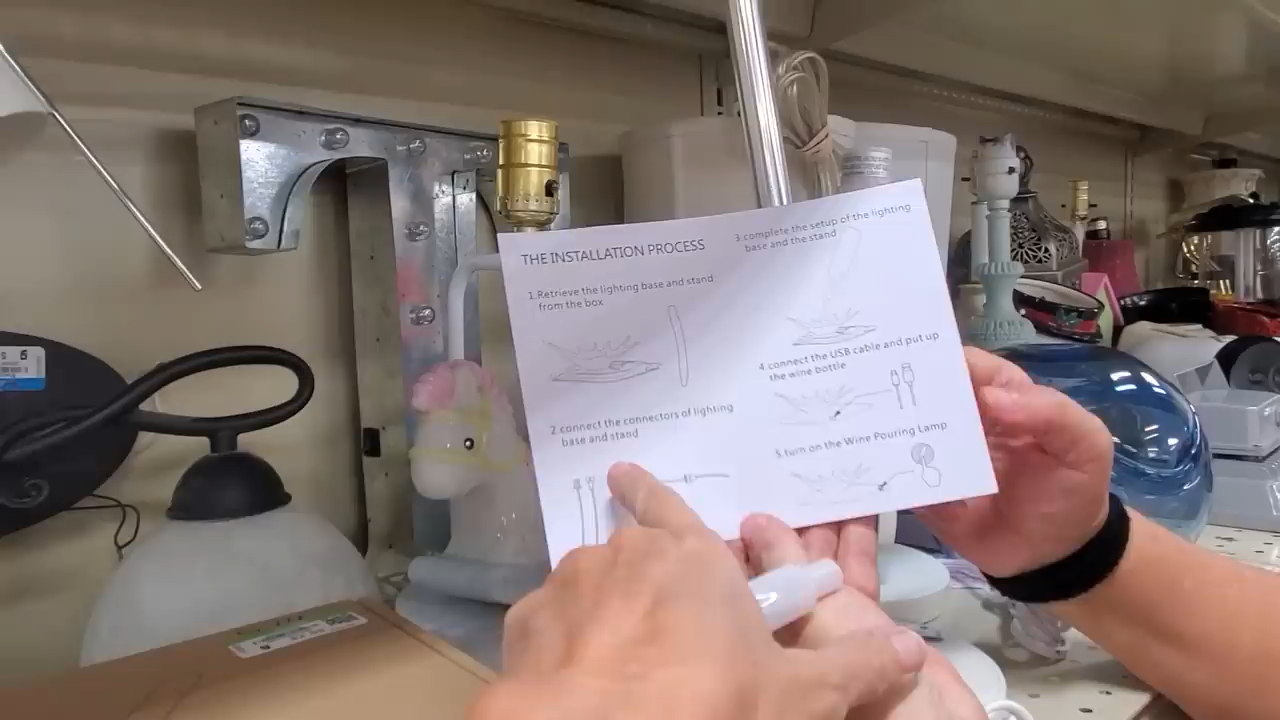 THE INSTALLATION PROCESS
1.Retrieve the lighting base and stand
from the box
2.connect the connectors of lighting
base and stand
3.complete the setup of the lighting
base and the stand
4.connect the USB cable and put up
the wine bottle
5.turn on the Wine Pouring Lamp